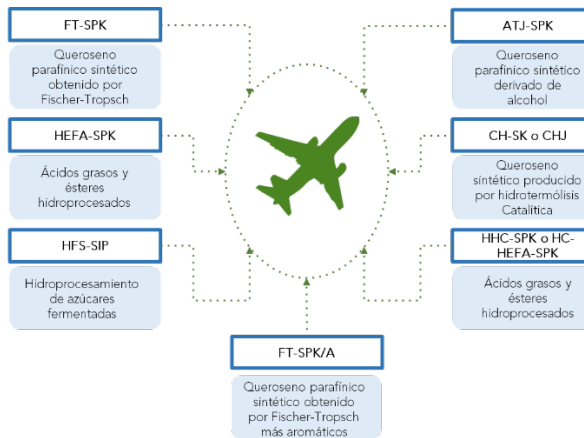 FT-SPK
Queroseno
parafínico sintético
obtenido por
Fischer-Tropsch
HEFA-SPK
Ácidos grasos y
ésteres
hidroprocesados
HFS-SIP
Hidroprocesamiento
de azúcares
fermentadas
FT-SPK/A
Queroseno parafínico
sintético obtenido
por Fischer-Tropsch
más aromáticos
ATJ-SPK
Queroseno
parafínico sintético
derivado de
alcohol
CH-SK o CHJ
Queroseno
sintético producido
por hidrotermólisis
Catalítica
HHC-SPK o HC-
HEFA-SPK
Ácidos grasos y
ésteres
hidroprocesados